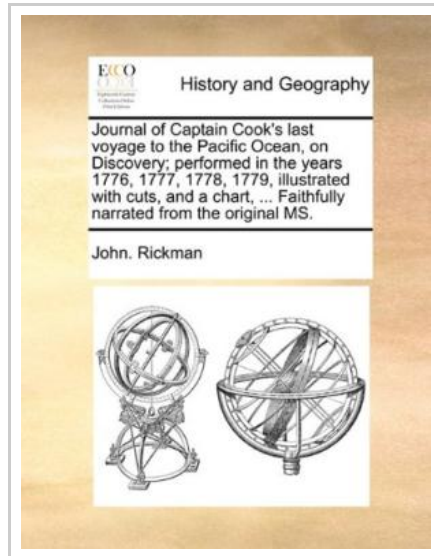 ECCO
History and Geography
Journal of Captain Cook's last
voyage to the Pacific Ocean, on
Discovery; performed in the years
1776, 1777, 1778, 1779, illustrated
with cuts, and a chart, ... Faithfully
narrated from the original MS.
John. Rickman